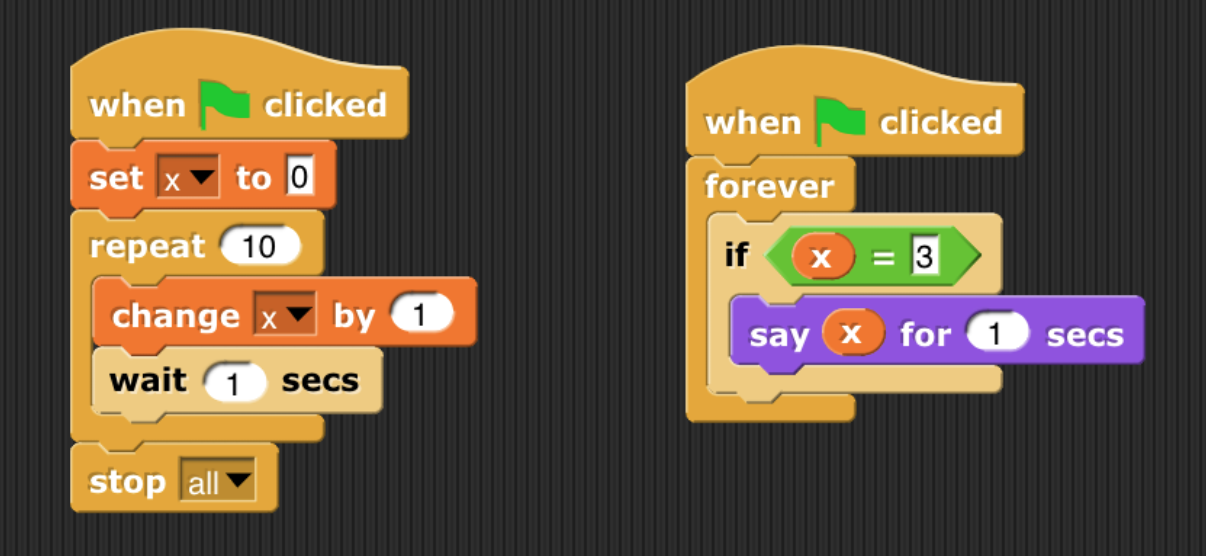 when clicked
set x to 0
repeat 10
change x by 1
wait 1 secs
stop all
when clicked
forever
if x = 3
say x for 1 secs